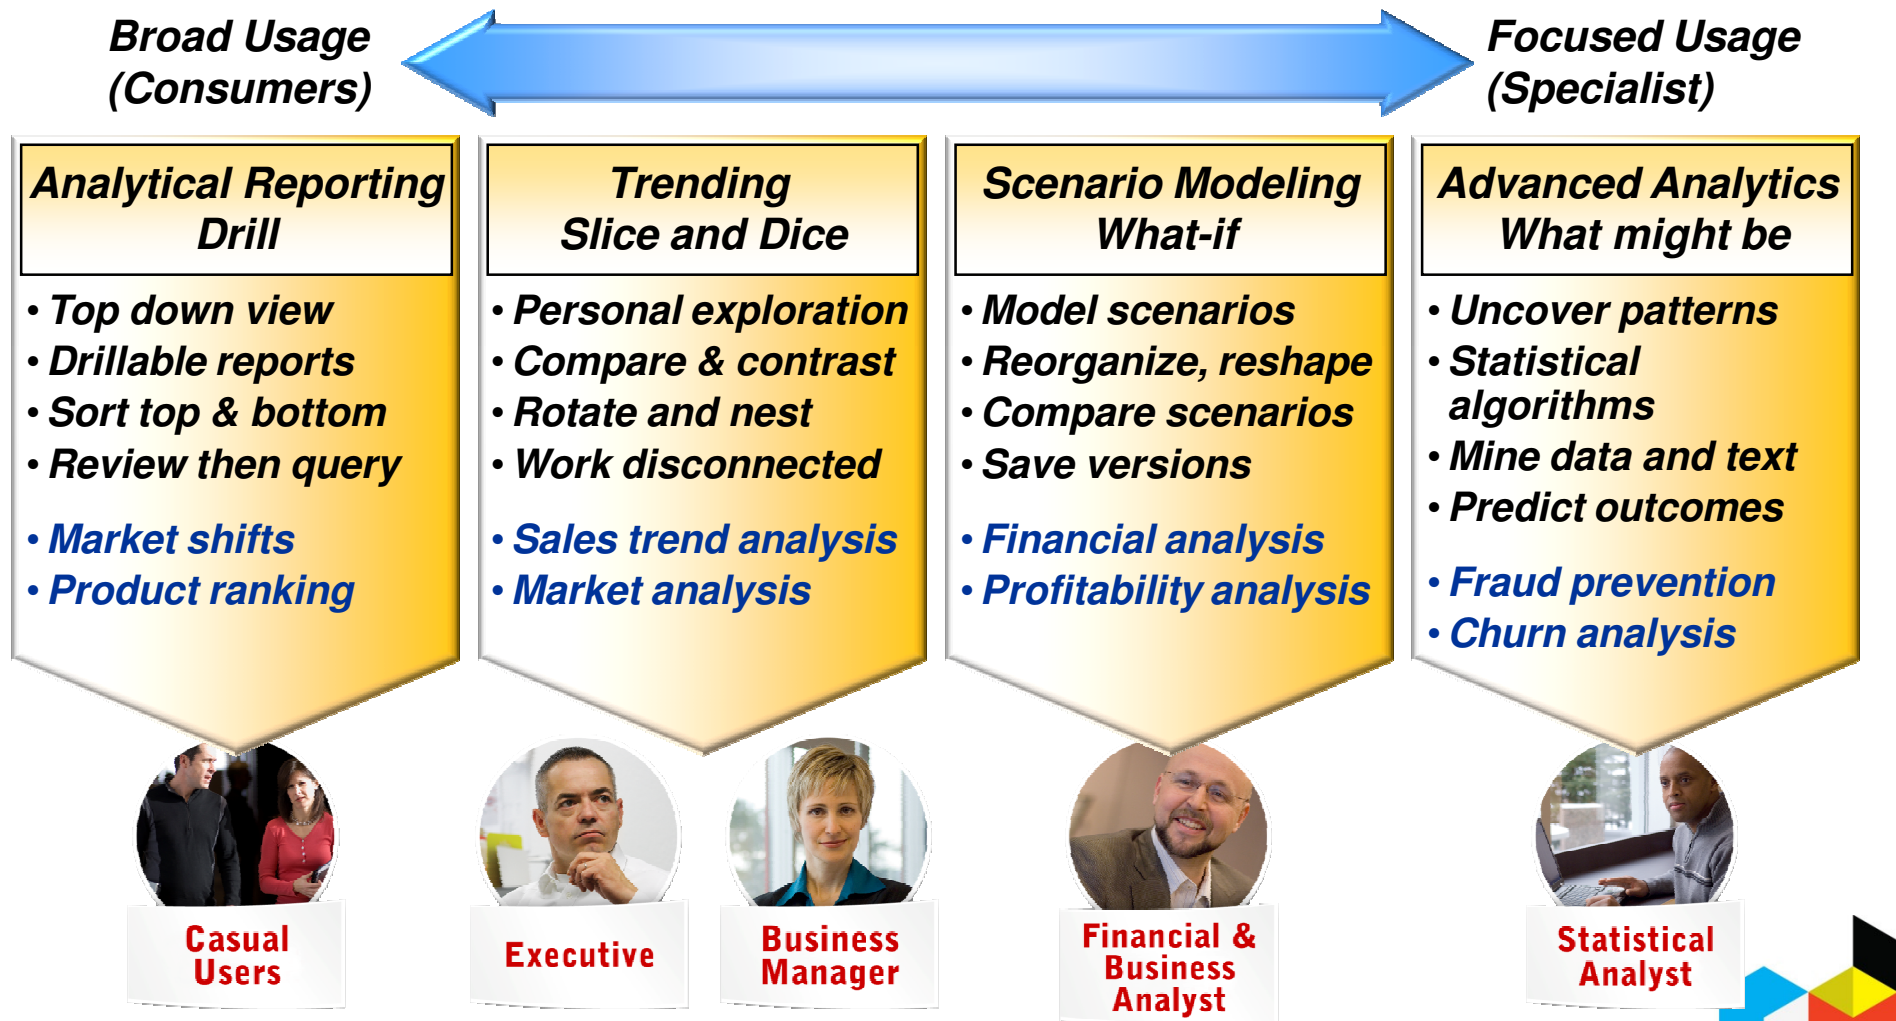 Broad Usage
(Consumers)
Focused Usage
(Specialist)
Analytical Reporting
Drill
• Top down view
• Drillable reports
• Sort top & bottom
• Review then query
• Market shifts
• Product ranking
Trending
Slice and Dice
• Personal exploration
• Compare & contrast
• Rotate and nest
• Work disconnected
• Sales trend analysis
• Market analysis
Scenario Modeling
What-if
• Model scenarios
• Reorganize, reshape
• Compare scenarios
• Save versions
• Financial analysis
• Profitability analysis
Advanced Analytics
What might be
• Uncover patterns
• Statistical
algorithms
• Mine data and text
• Predict outcomes
• Fraud prevention
• Churn analysis
Casual
Users
Executive
Business
Manager
Financial &
Business
Analyst
Statistical
Analyst